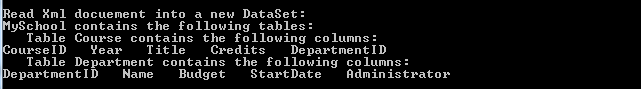 Read Xml docuement into a new DataSet:
MySchool contains the following tables:
Table Course contains the following columns:
CourseID Year Title Credits DepartmentID
Table Department contains the following columns:
DepartmentID Name Budget StartDate Administrator